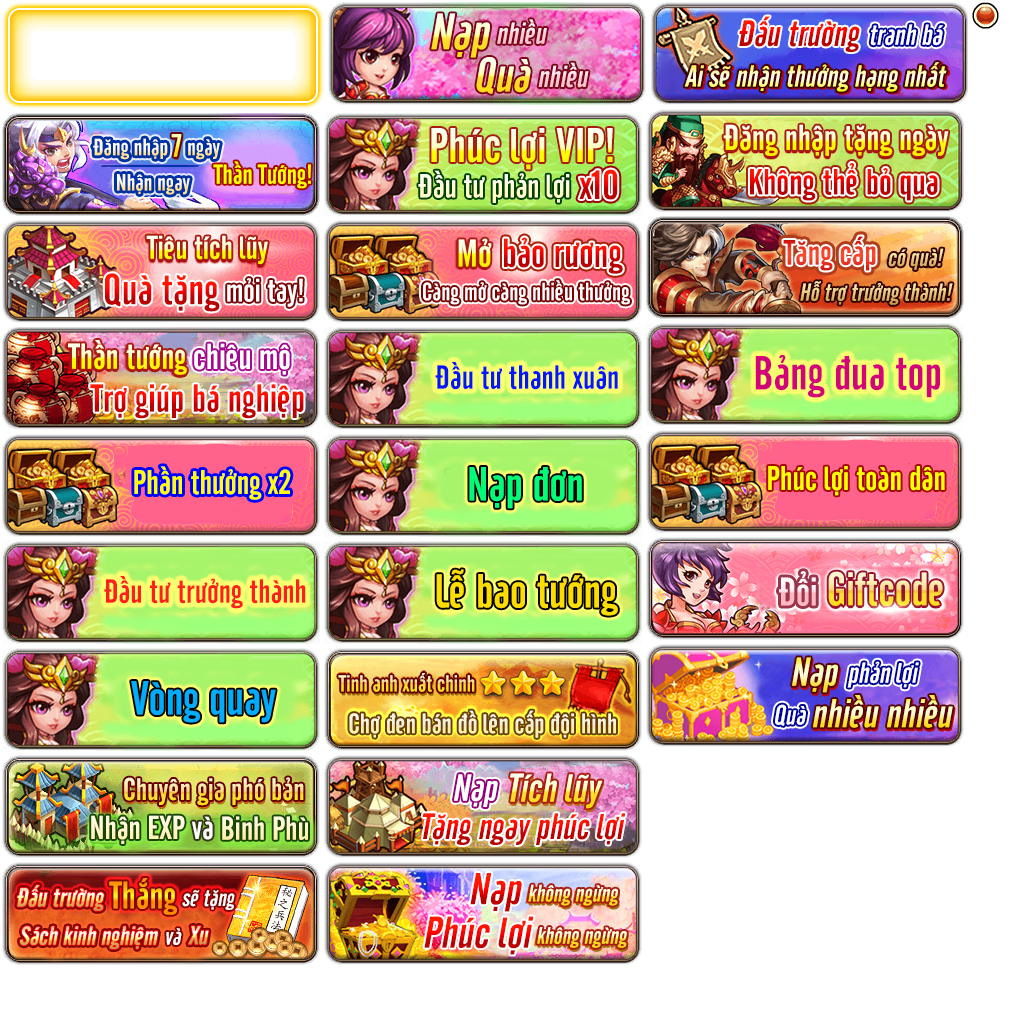 Nạp nhiều
Quà nhiều
Đấu trường tranh bá
Ai sẽ nhận thưởng hạng nhất
Đăng nhập 7 ngày
Nhận ngay
Thần Tướng!
Phúc lợi VIP!
Đầu tư phản lợi x10
Đăng nhập tặng ngày
Không thể bỏ qua
Tiêu tích lũy
Quà tặng mỏi tay!
Mở bảo rương
Càng mở càng nhiều thưởng
Tăng cấp có quà!
Hỗ trợ trưởng thành!
Thần tướng chiêu mộ
Trợ giúp bá nghiệp
Đầu tư thanh xuân
Bảng đua top
Phần thưởng x2
Nạp đơn
Phúc lợi toàn dân
Đầu tư trưởng thành
Lễ bao tướng
Đổi Giftcode
Vòng quay
Tinh anh xuất chinh
Chợ đen bán đồ lên cấp đội hình
Nạp phản lợi
Quà nhiều nhiều
Chuyên gia phó bản
Nhận EXP và Binh Phù
Nạp Tích lũy
Tặng ngay phúc lợi
Đấu trường Thắng sẽ tặng
Sách kinh nghiệm và Xu
秘之兵法
Nạp không ngừng
Phúc lợi không ngừng